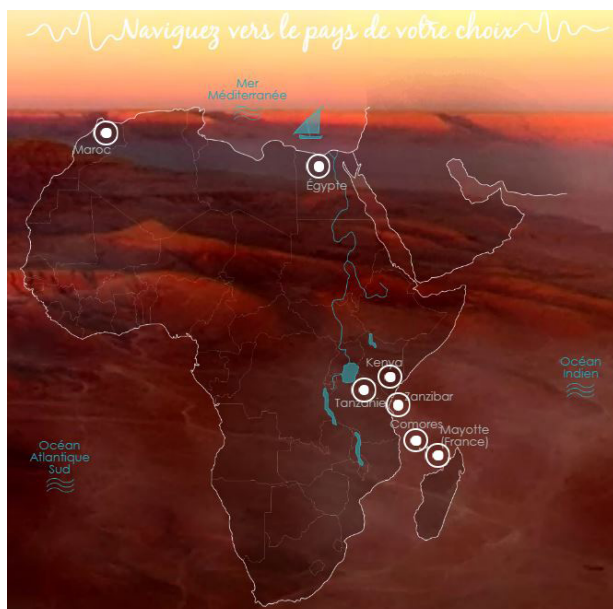 Naviguez vers le pays de votre choix
Mer
Méditerranée
Maroc
Égypte
Kenya
Océan
Indien
Tanzanie
Zanzibar
Comores
Mayotte
(France)
Océan
Atlantique
Sud